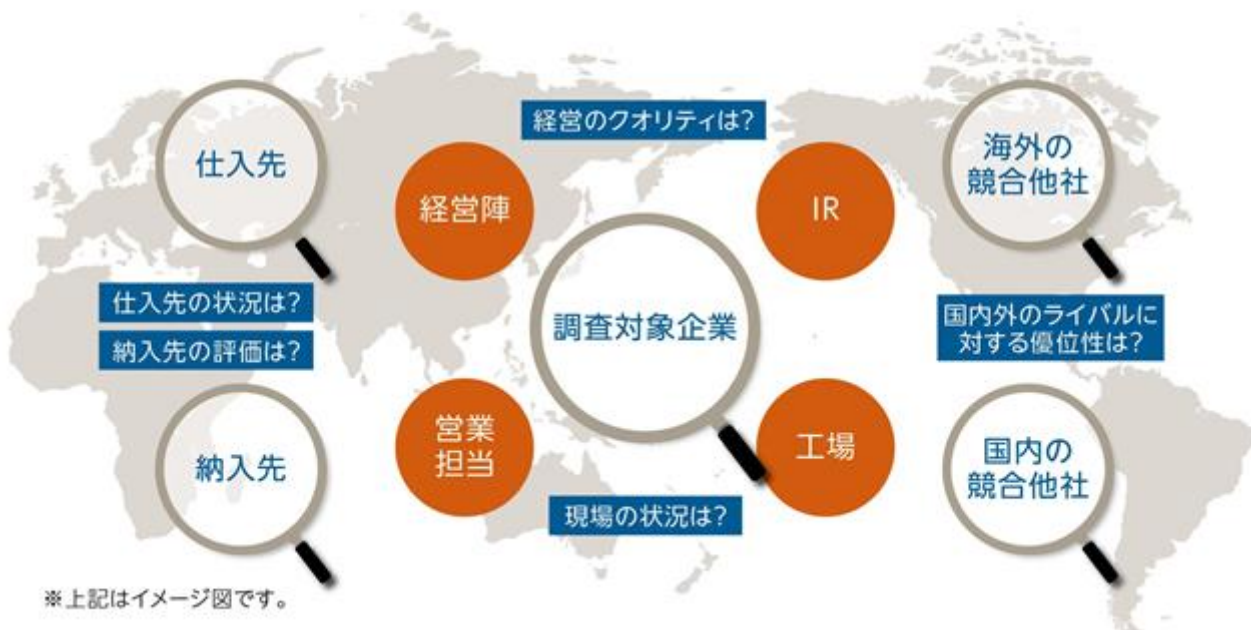 仕入先
仕入先の状況は?
納入先の評価は?
納入先
経営のクオリティは?
経営陣
IR
調査対象企業
営業
担当
工場
現場の状況は?
海外の
競合他社
国内外のライバルに
対する優位性は?
国内の
競合他社
※上記はイメージ図です。